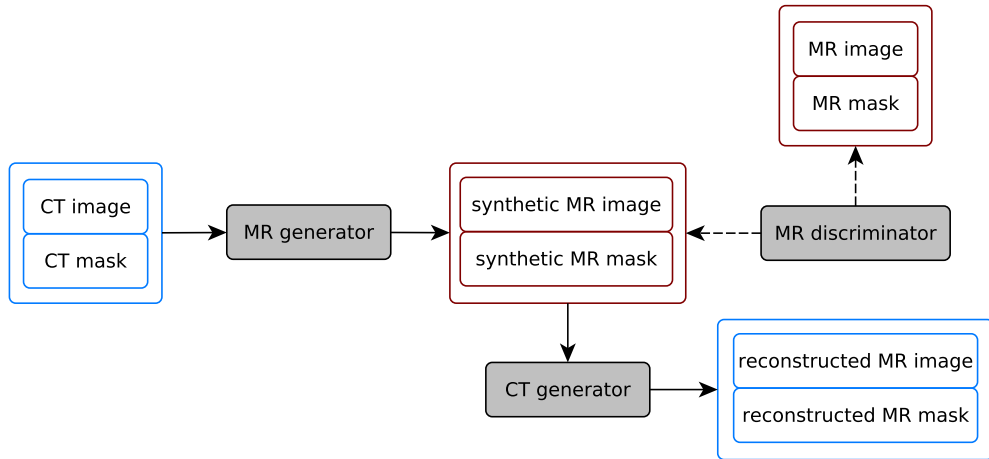 MR image
MR mask
CT image
CT mask
MR generator
synthetic MR image
synthetic MR mask
MR discriminator
CT generator
reconstructed MR image
reconstructed MR mask